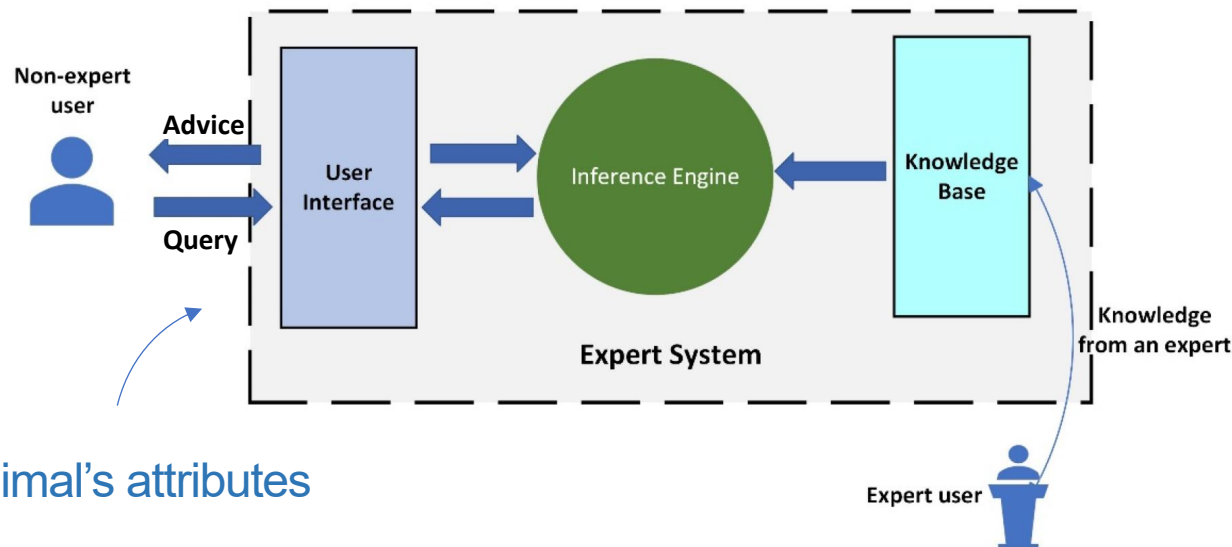 Non-expert
user
Advice
Query
User
Interface
Inference Engine
Knowledge
Base
Expert System
Knowledge
from an expert
imal’s attributes
Expert user